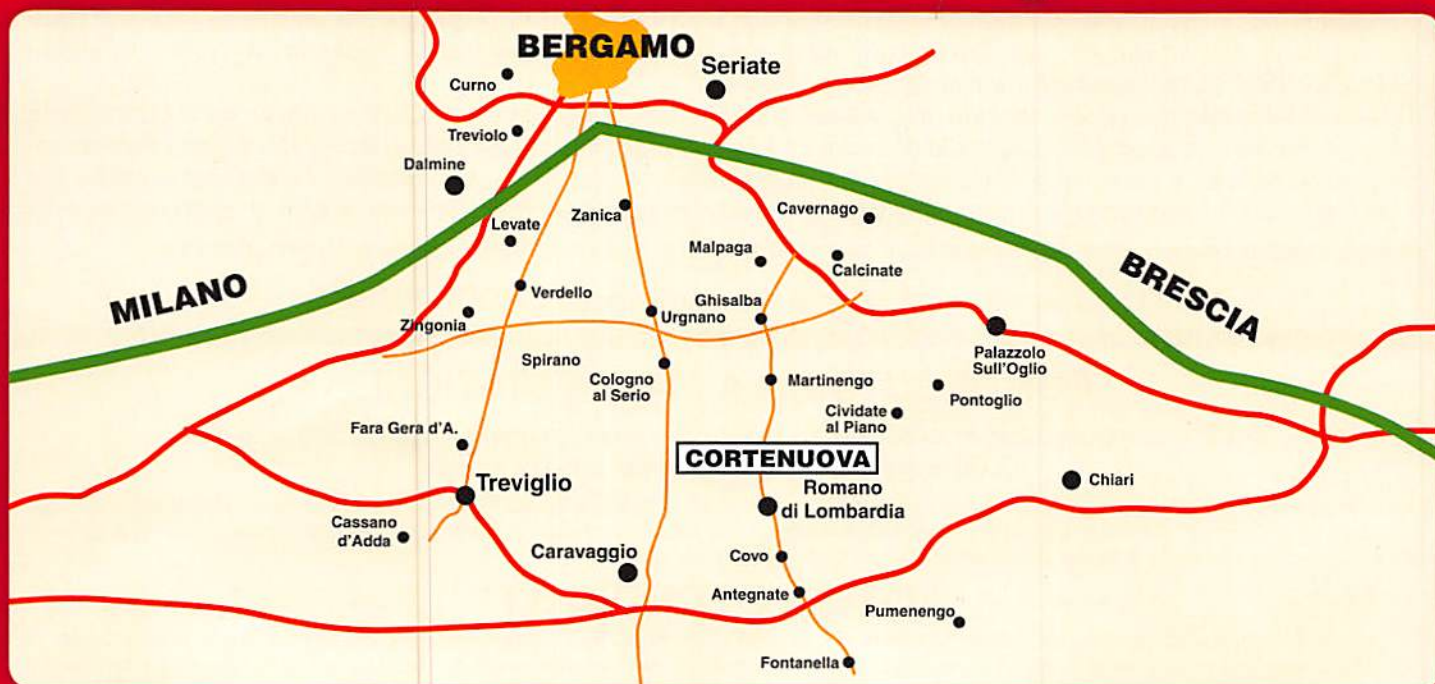 BERGAMO
Seriate
Curno
Treviolo
Dalmine
Zanica
Cavernago
Levate
Malpaga
Calcinate
BRESCIA
MILANO
Verdello
Ghisalba
Zingonia
Urgnano
Spirano
Palazzolo
Sull'Oglio
Cologno
al Serio
Martinengo
Pontoglio
Cividate
al Piano
Fara Gera d'A.
CORTENUOVA
Treviglio
Chiari
Romano
di Lombardia
Cassano
d'Adda
Caravaggio
Covo
Antegnate
Pumenengo
Fontanella